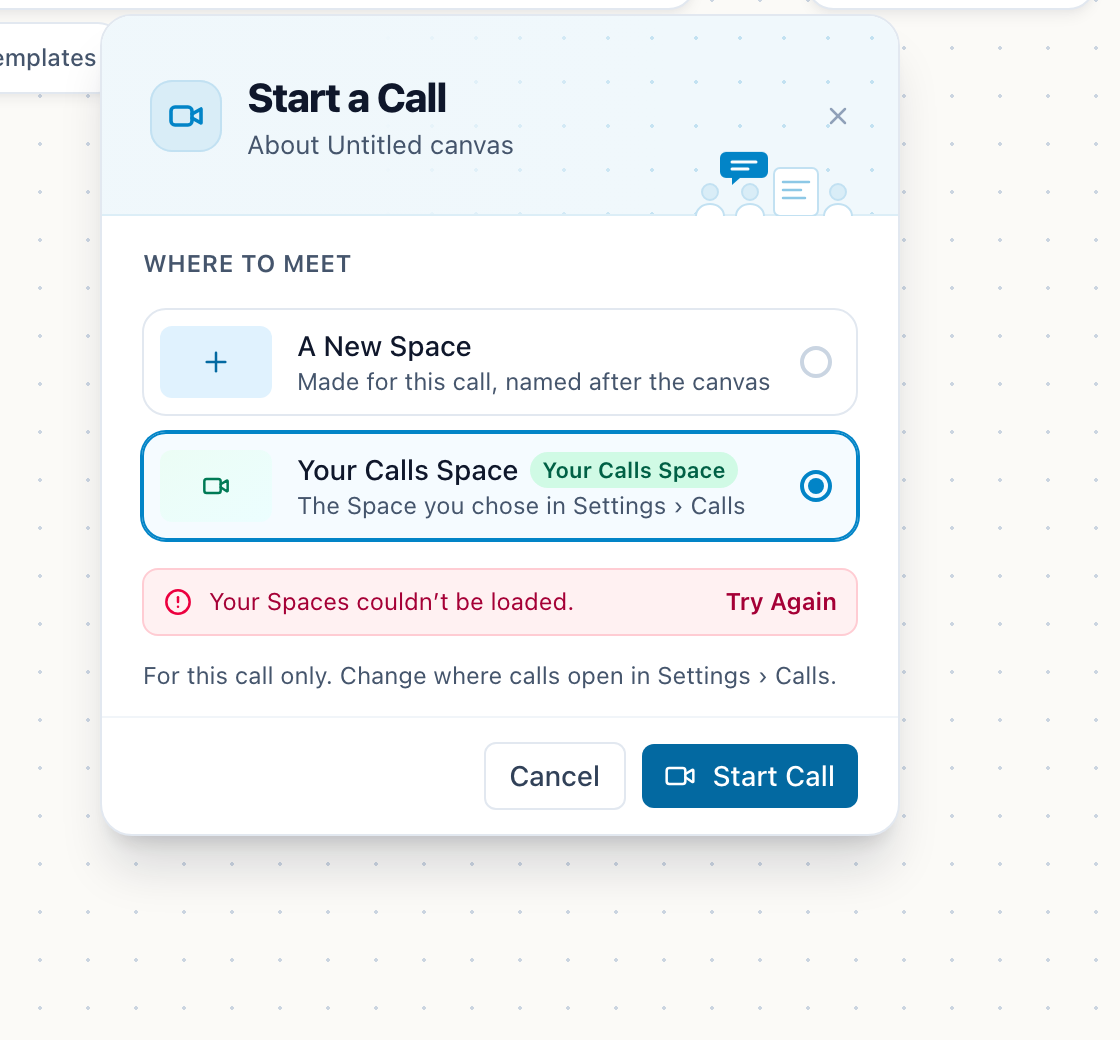 emplates
Start a Call
About Untitled canvas
WHERE TO MEET
A New Space
Made for this call, named after the canvas
Your Calls Space Your Calls Space
The Space you chose in Settings › Calls
Your Spaces couldn’t be loaded. Try Again
For this call only. Change where calls open in Settings › Calls.
Cancel Start Call